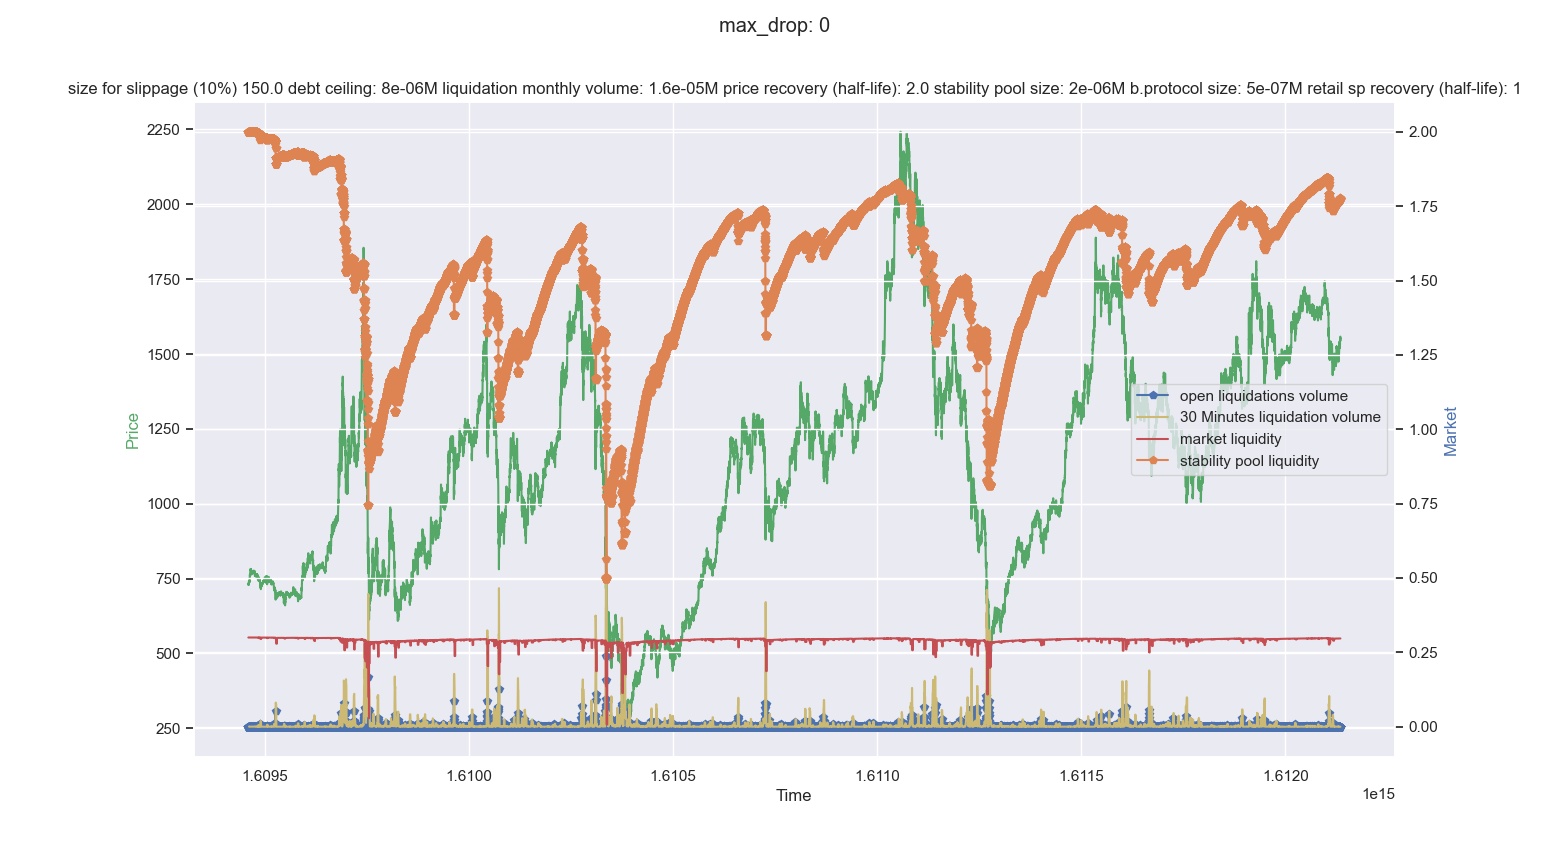 max_drop: 0
size for slippage (10%) 150.0 debt ceiling: 8e-06M liquidation monthly volume: 1.6e-05M price recovery (half-life): 2.0 stability pool size: 2e-06M b.protocol size: 5e-07M retail sp recovery (half-life): 1
2250
2000
1750
1500
1250
1000
750
500
250
Price
2.00
1.75
1.50
1.25
1.00
0.75
0.50
0.25
0.00
Market
open liquidations volume
30 Minutes liquidation volume
market liquidity
stability pool liquidity
1.6095
1.6100
1.6105
1.6110
1.6115
1.6120
Time
1e15